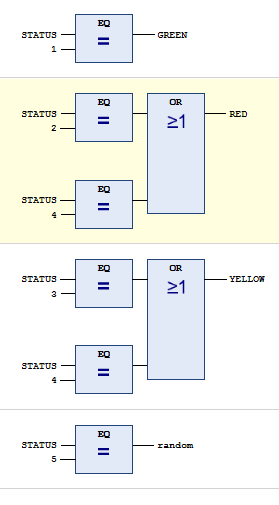 EQ
STATUS = GREEN
1
EQ OR
STATUS = ≥1 RED
2
EQ
STATUS =
4
EQ OR
STATUS = ≥1 YELLOW
3
EQ
STATUS =
4
EQ
STATUS = random
5